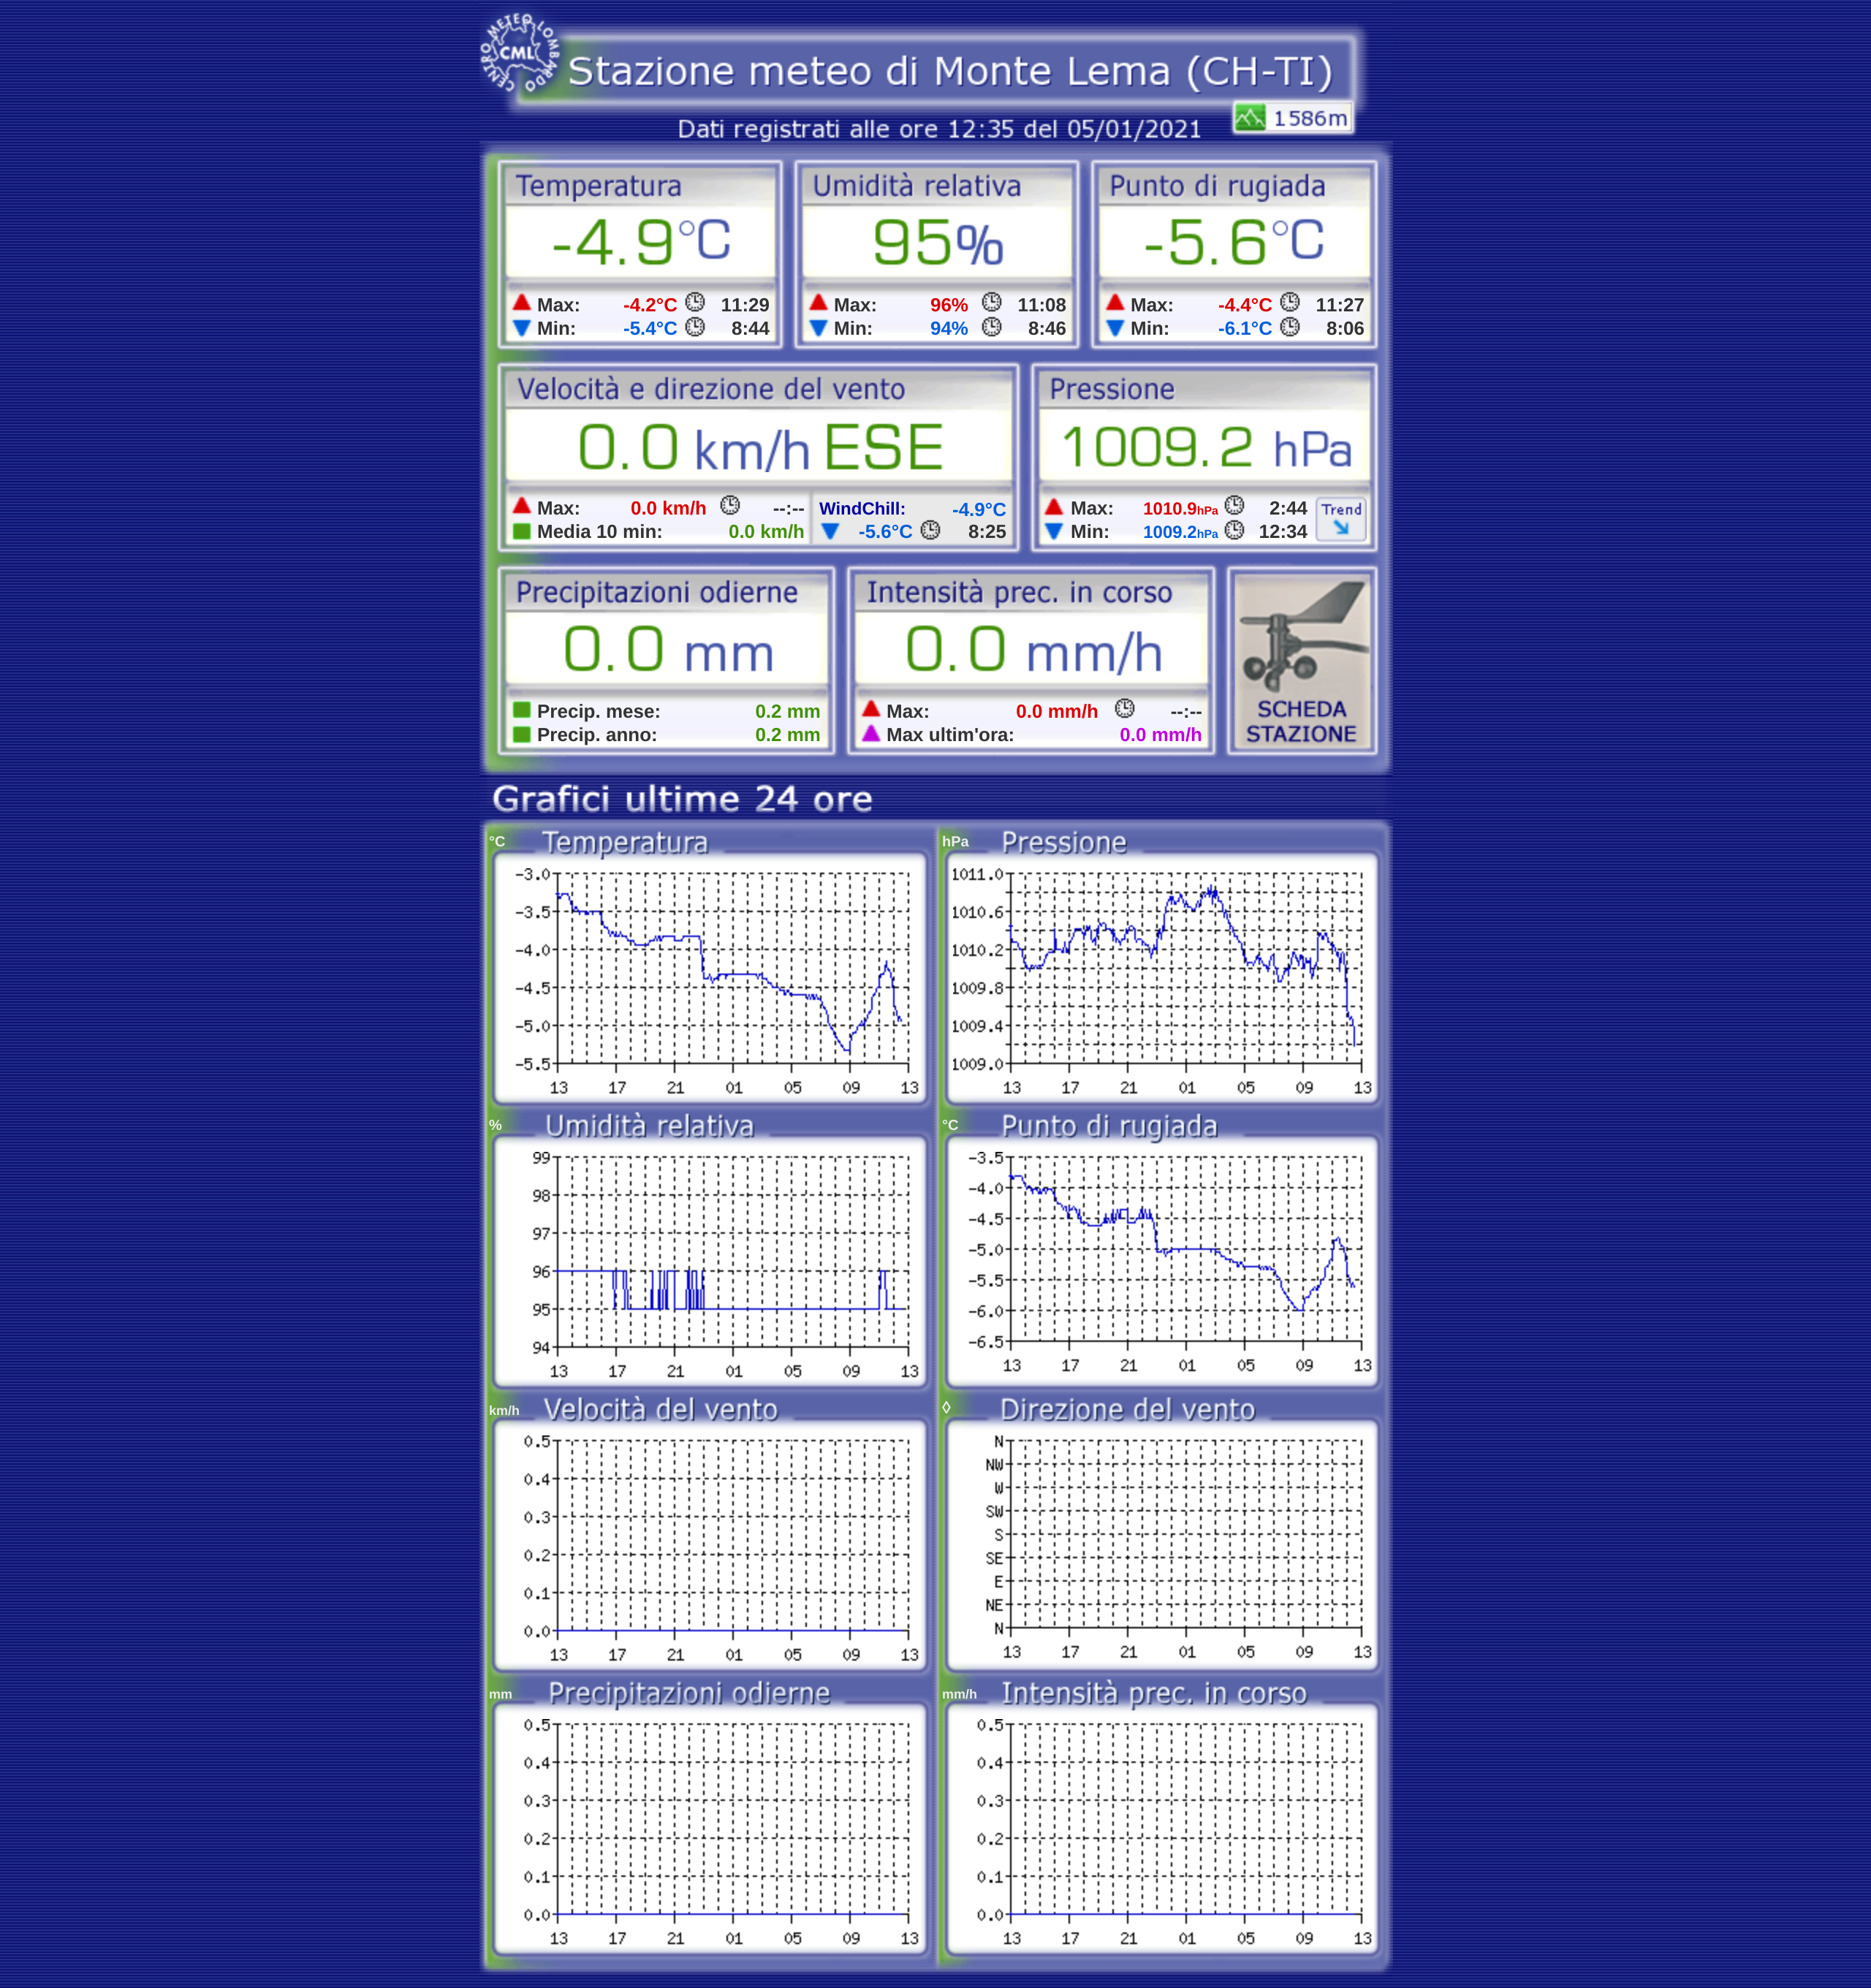 CENTRO METEO LOMBARDO
CML
Stazione meteo di Monte Lema (CH-TI)
1586m
Dati registrati alle ore 12:35 del 05/01/2021
Temperatura
-4.9°C
Max: -4.2°C 11:29
Min: -5.4°C 8:44
Umidità relativa
95%
Max: 96% 11:08
Min: 94% 8:46
Punto di rugiada
-5.6°C
Max: -4.4°C 11:27
Min: -6.1°C 8:06
Velocità e direzione del vento
0.0 km/h ESE
Max: 0.0 km/h --:--
Media 10 min: 0.0 km/h
WindChill: -4.9°C
-5.6°C 8:25
Pressione
1009.2 hPa
Max: 1010.9hPa 2:44
Min: 1009.2hPa 12:34
Trend
Precipitazioni odierne
0.0 mm
Precip. mese: 0.2 mm
Precip. anno: 0.2 mm
Intensità prec. in corso
0.0 mm/h
Max: 0.0 mm/h --:--
Max ultim'ora: 0.0 mm/h
SCHEDA
STAZIONE
Grafici ultime 24 ore
°C Temperatura
-3.0
-3.5
-4.0
-4.5
-5.0
-5.5
13 17 21 01 05 09 13
hPa Pressione
1011.0
1010.6
1010.2
1009.8
1009.4
1009.0
13 17 21 01 05 09 13
% Umidità relativa
99
98
97
96
95
94
13 17 21 01 05 09 13
°C Punto di rugiada
-3.5
-4.0
-4.5
-5.0
-5.5
-6.0
-6.5
13 17 21 01 05 09 13
km/h Velocità del vento
0.5
0.4
0.3
0.2
0.1
0.0
13 17 21 01 05 09 13
◊ Direzione del vento
N
NW
W
SW
S
SE
E
NE
N
13 17 21 01 05 09 13
mm Precipitazioni odierne
0.5
0.4
0.3
0.2
0.1
0.0
13 17 21 01 05 09 13
mm/h Intensità prec. in corso
0.5
0.4
0.3
0.2
0.1
0.0
13 17 21 01 05 09 13